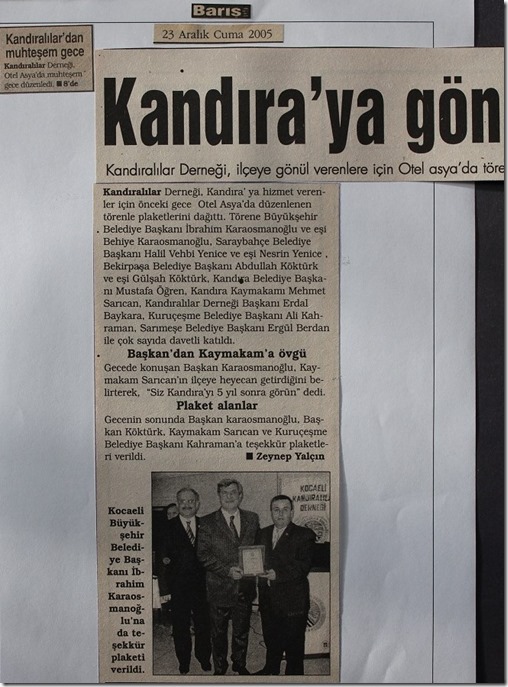 Barış
23 Aralık Cuma 2005
Kandıralılar'dan
muhteşem gece
Kandıralılar Derneği,
Otel Asya'da muhteşem
gece düzenledi. ■ 8'de
Kandıra'ya gön
Kandıralılar Derneği, ilçeye gönül verenlere için Otel asya'da töre
Kandıralılar Derneği, Kandıra' ya hizmet veren-
ler için önceki gece Otel Asya'da düzenlenen
törenle plaketlerini dağıttı. Törene Büyükşehir
Belediye Başkanı İbrahim Karaosmanoğlu ve eşi
Behiye Karaosmanoğlu, Saraybahçe Belediye
Başkanı Halil Vehbi Yenice ve eşi Nesrin Yenice,
Bekirpaşa Belediye Başkanı Abdullah Köktürk
ve eşi Gülşah Köktürk, Kandıra Belediye Başka-
nı Mustafa Öğren, Kandıra Kaymakamı Mehmet
Sarıcan, Kandıralılar Derneği Başkanı Erdal
Baykara, Kuruçeşme Belediye Başkanı Ali Kah-
raman, Sarımeşe Belediye Başkanı Ergül Berdan
ile çok sayıda davetli katıldı.
Başkan'dan Kaymakam'a övgü
Gecede konuşan Başkan Karaosmanoğlu, Kay-
makam Sarıcan'ın ilçeye heyecan getirdiğini be-
lirterek, "Siz Kandıra'yı 5 yıl sonra görün" dedi.
Plaket alanlar
Gecenin sonunda Başkan karaosmanoğlu, Baş-
kan Köktürk, Kaymakam Sarıcan ve Kuruçeşme
Belediye Başkanı Kahraman'a teşekkür plaketle-
ri verildi. ■ Zeynep Yalçın
Kocaeli
Büyük-
şehir
Beledi-
ye Baş-
kanı İb-
rahim
Karaos-
manoğ-
lu'na
da te-
şekkür
plaketi
verildi.
KOCAELİ
KANDIRALILA
DERNEĞİ